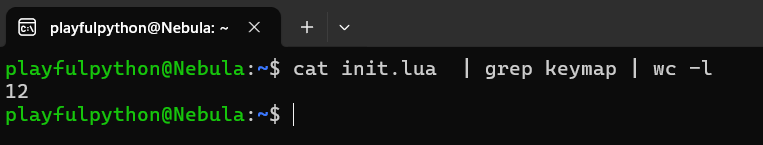 playfulpython@Nebula: ~
playfulpython@Nebula:~$ cat init.lua  | grep keymap | wc -l
12
playfulpython@Nebula:~$